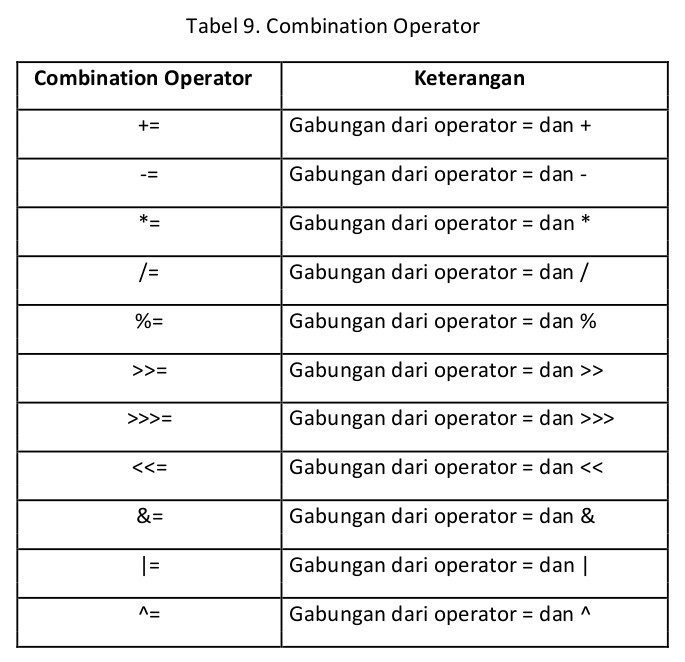 Tabel 9. Combination Operator
Combination Operator Keterangan
+= Gabungan dari operator = dan +
-= Gabungan dari operator = dan -
*= Gabungan dari operator = dan *
/= Gabungan dari operator = dan /
%= Gabungan dari operator = dan %
>>= Gabungan dari operator = dan >>
>>>= Gabungan dari operator = dan >>>
<<= Gabungan dari operator = dan <<
&= Gabungan dari operator = dan &
|= Gabungan dari operator = dan |
^= Gabungan dari operator = dan ^